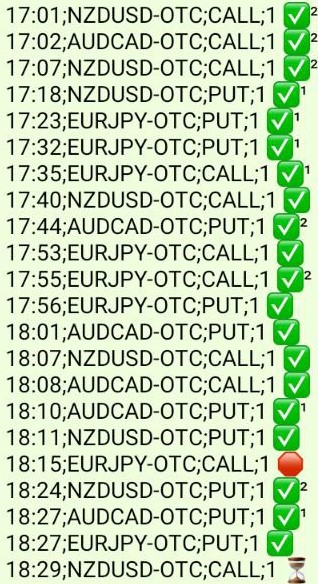 17:01;NZDUSD-OTC;CALL;1 ✅²
17:02;AUDCAD-OTC;CALL;1 ✅²
17:07;NZDUSD-OTC;CALL;1 ✅²
17:18;NZDUSD-OTC;PUT;1 ✅¹
17:23;EURJPY-OTC;PUT;1 ✅¹
17:32;EURJPY-OTC;PUT;1 ✅¹
17:35;EURJPY-OTC;CALL;1 ✅¹
17:40;NZDUSD-OTC;CALL;1 ✅
17:44;AUDCAD-OTC;PUT;1 ✅²
17:53;EURJPY-OTC;CALL;1 ✅
17:55;EURJPY-OTC;CALL;1 ✅²
17:56;EURJPY-OTC;PUT;1 ✅
18:01;AUDCAD-OTC;PUT;1 ✅
18:07;NZDUSD-OTC;CALL;1 ✅
18:08;AUDCAD-OTC;CALL;1 ✅
18:10;AUDCAD-OTC;PUT;1 ✅¹
18:11;NZDUSD-OTC;PUT;1 ✅
18:15;EURJPY-OTC;CALL;1 🛑
18:24;NZDUSD-OTC;PUT;1 ✅²
18:27;AUDCAD-OTC;PUT;1 ✅¹
18:27;EURJPY-OTC;PUT;1 ✅
18:29;NZDUSD-OTC;CALL;1 ⏳